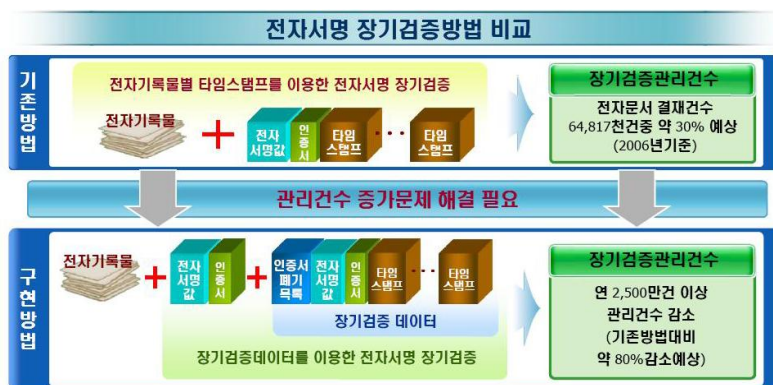 전자서명 장기검증방법 비교
기존방법
전자기록물별 타임스탬프를 이용한 전자서명 장기검증
전자기록물
+
전자
서명값
인
증
서
타임
스탬프
...
타임
스탬프
장기검증관리건수
전자문서 결재건수
64,817천건중 약 30% 예상
(2006년기준)
관리건수 증가문제 해결 필요
구현방법
전자기록물
+
전자
서명
값
인
증
서
+
인증서
폐기
목록
전자
서명
값
인
증
서
타임
스탬프
...
타임
스탬프
장기검증 데이터
장기검증데이터를 이용한 전자서명 장기검증
장기검증관리건수
연 2,500만건 이상
관리건수 감소
(기존방법대비
약 80%감소예상)